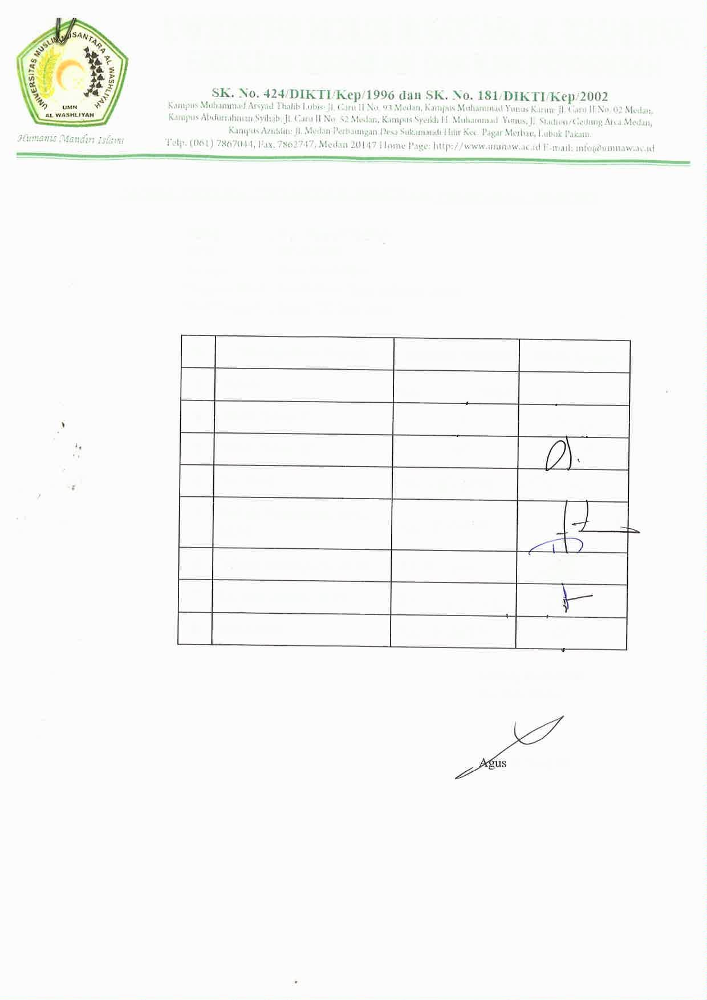 UNIVERSITAS MUSLIM NUSANTARA AL WASHLIYAH
UMN
AL WASHLIYAH
Humanis Mandiri Islami
SK. No. 424/DIKTI/Kep/1996 dan SK. No. 181/DIKTI/Kep/2002
Kampus Muhammad Arsyad Thalib Lubis: Jl. Garu II No. 93 Medan, Kampus Muhammad Yunus Karim: Jl. Garu II No. 02 Medan,
Kampus Abdurrahman Syihab: Jl. Garu II No. 52 Medan, Kampus Syeikh H. Muhammad Yunus, Jl. Stadion/Gedung Arca Medan,
Kampus Aziddin: Jl. Medan Perbaungan Desa Sukamandi Hilir Kec. Pagar Merbau, Lubuk Pakam.
Telp. (061) 7867044, Fax. 7862747, Medan 20147 Home Page: http://www.umnaw.ac.id E-mail: info@umnaw.ac.id
Agus